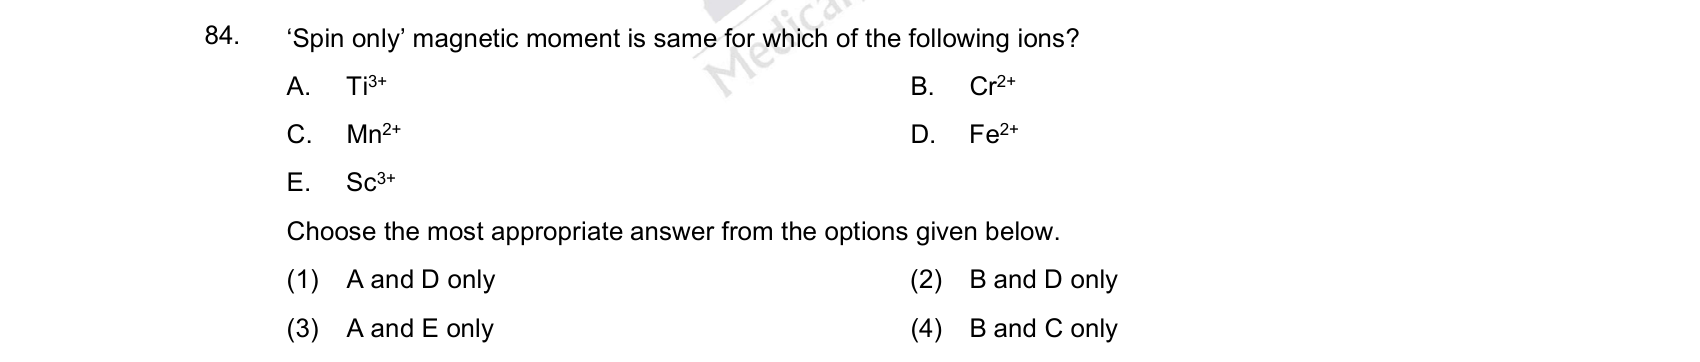 84. ‘Spin only’ magnetic moment is same for which of the following ions?
A. Ti³⁺ B. Cr²⁺
C. Mn²⁺ D. Fe²⁺
E. Sc³⁺
Choose the most appropriate answer from the options given below.
(1) A and D only (2) B and D only
(3) A and E only (4) B and C only